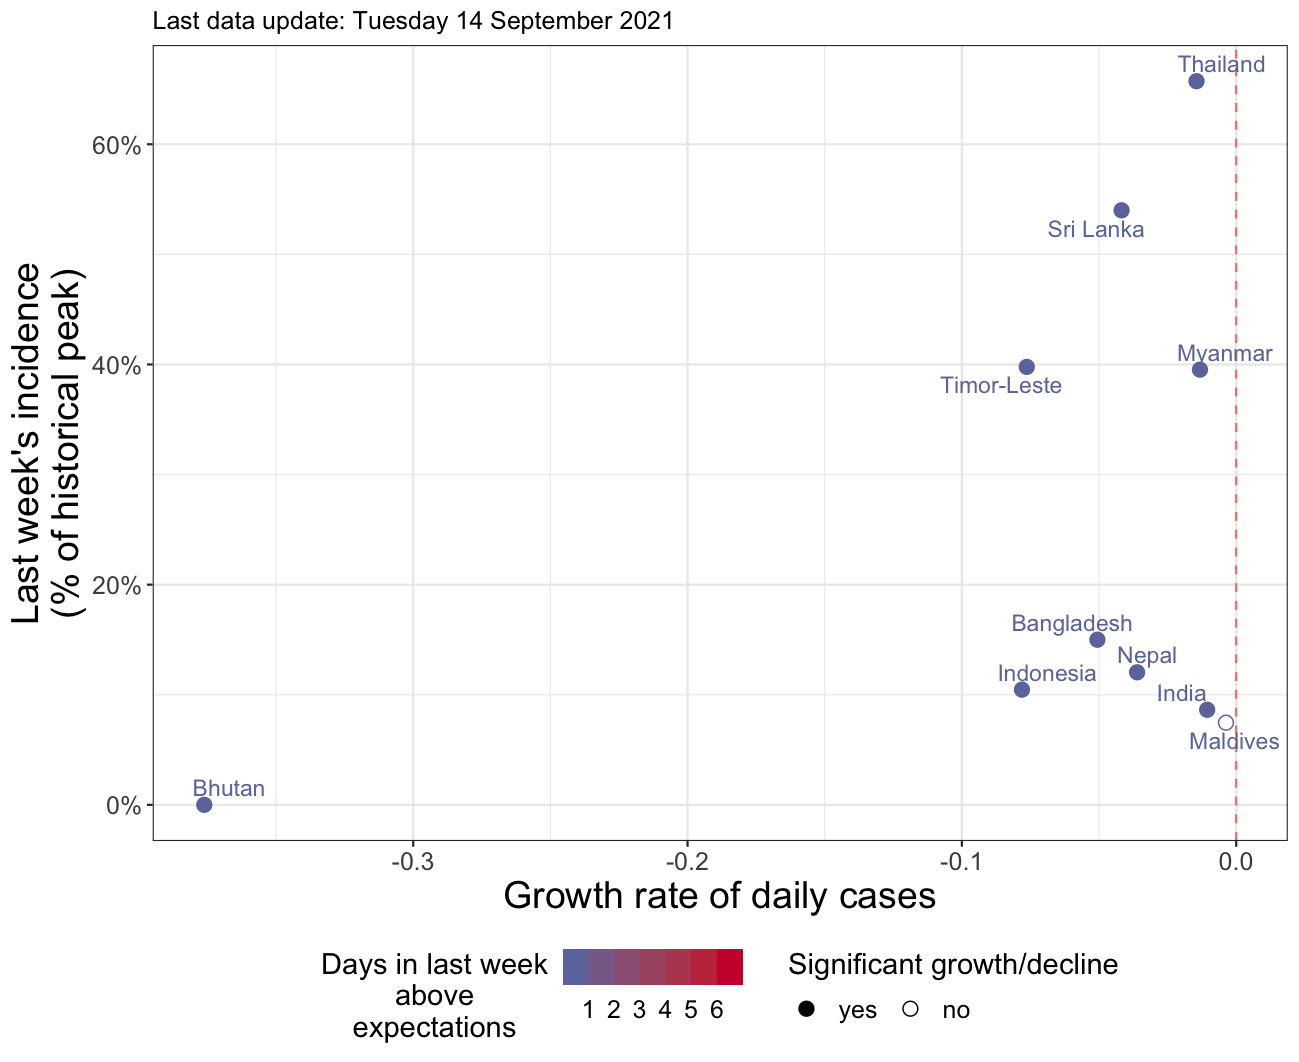 Last data update: Tuesday 14 September 2021
Thailand
60%
Sri Lanka
Myanmar
40%
Timor-Leste
Last week's incidence
(% of historical peak)
20%
Bangladesh
Nepal
Indonesia
India
Maldives
Bhutan
0%
-0.3 -0.2 -0.1 0.0
Growth rate of daily cases
Days in last week
above
expectations
1 2 3 4 5 6
Significant growth/decline
yes no